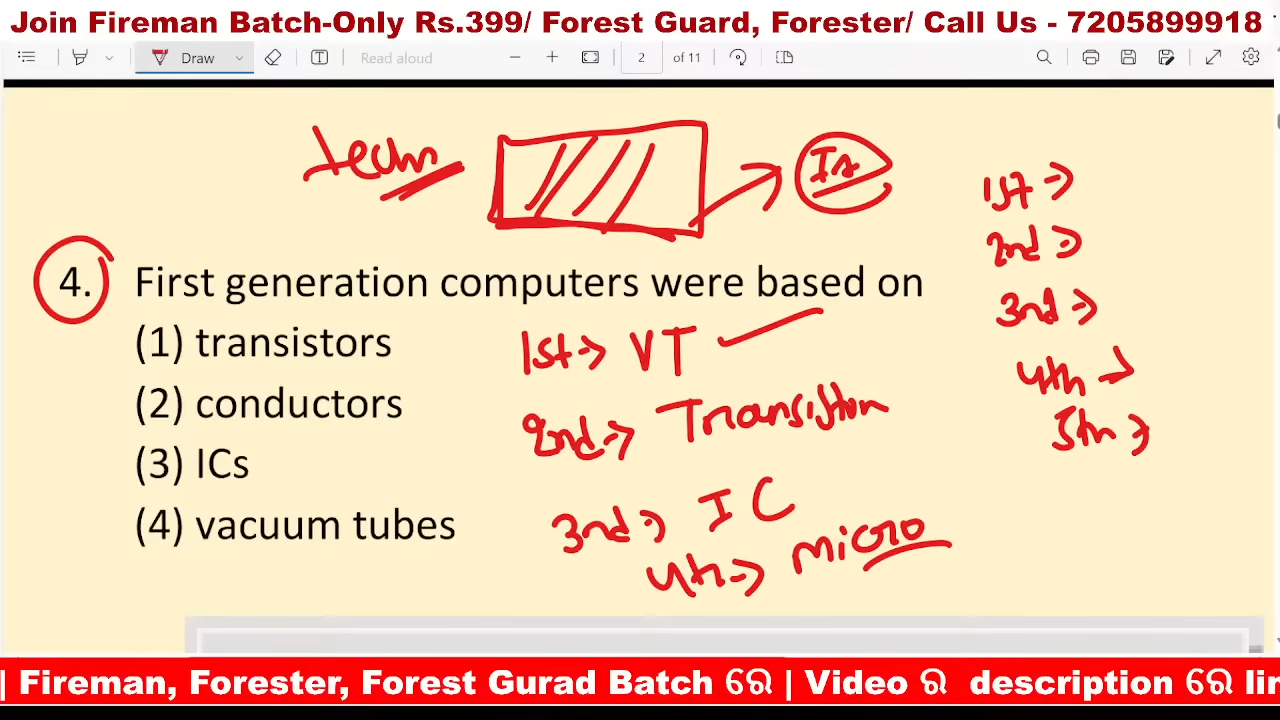 Join Fireman Batch-Only Rs.399/ Forest Guard, Forester/ Call Us - 7205899918
Draw
Read aloud
2 of 11
techn
1st →
2nd →
3rd →
4th →
5th →
4. First generation computers were based on
(1) transistors
(2) conductors
(3) ICs
(4) vacuum tubes
1st → VT
2nd → Transistor
3rd → IC
4th → micro
| Fireman, Forester, Forest Gurad Batch ରେ | Video ର description ରେ lin